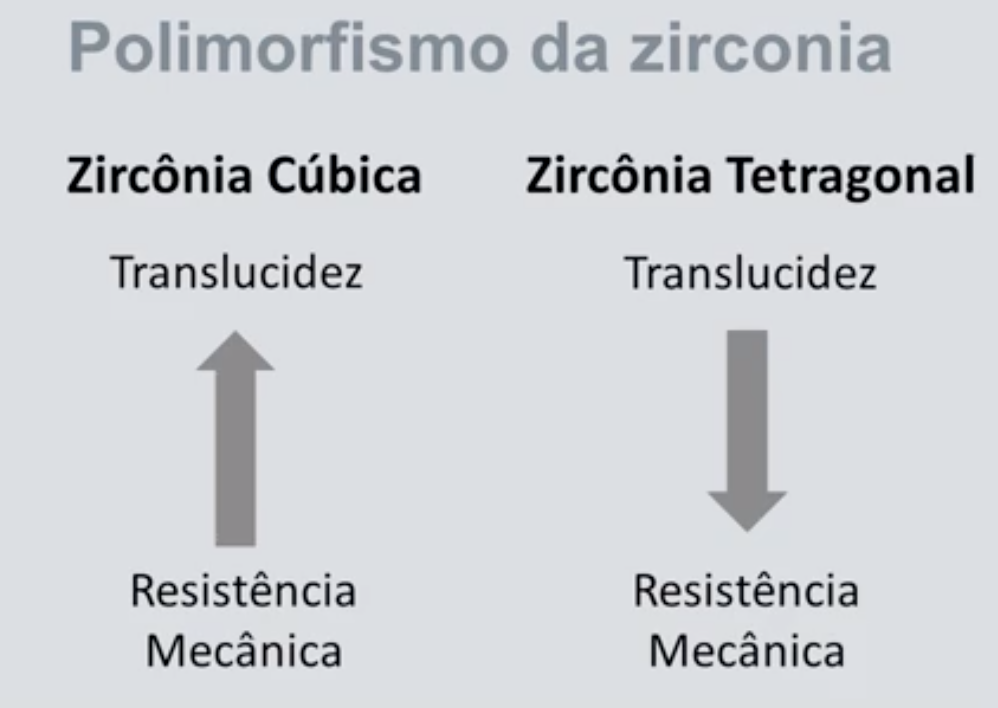 Polimorfismo da zirconia
Zircônia Cúbica
Translucidez
Resistência
Mecânica
Zircônia Tetragonal
Translucidez
Resistência
Mecânica